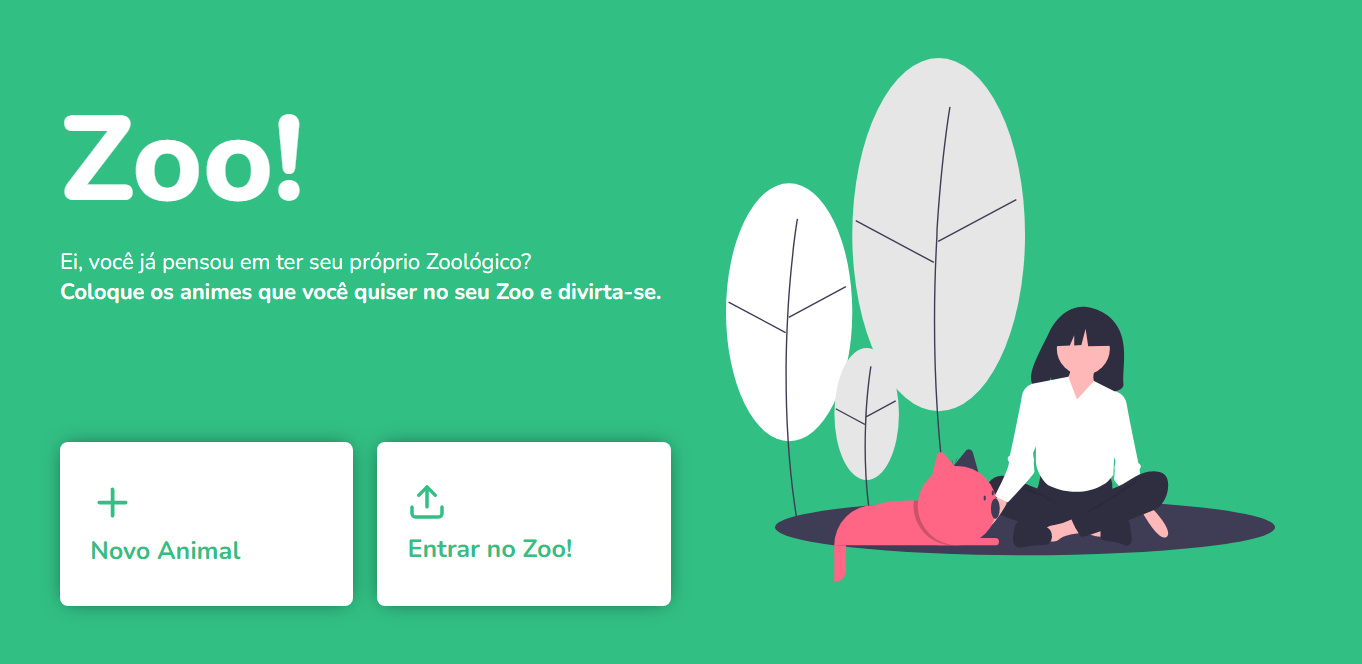 Zoo!
Ei, você já pensou em ter seu próprio Zoológico?
Coloque os animes que você quiser no seu Zoo e divirta-se.
Novo Animal
Entrar no Zoo!